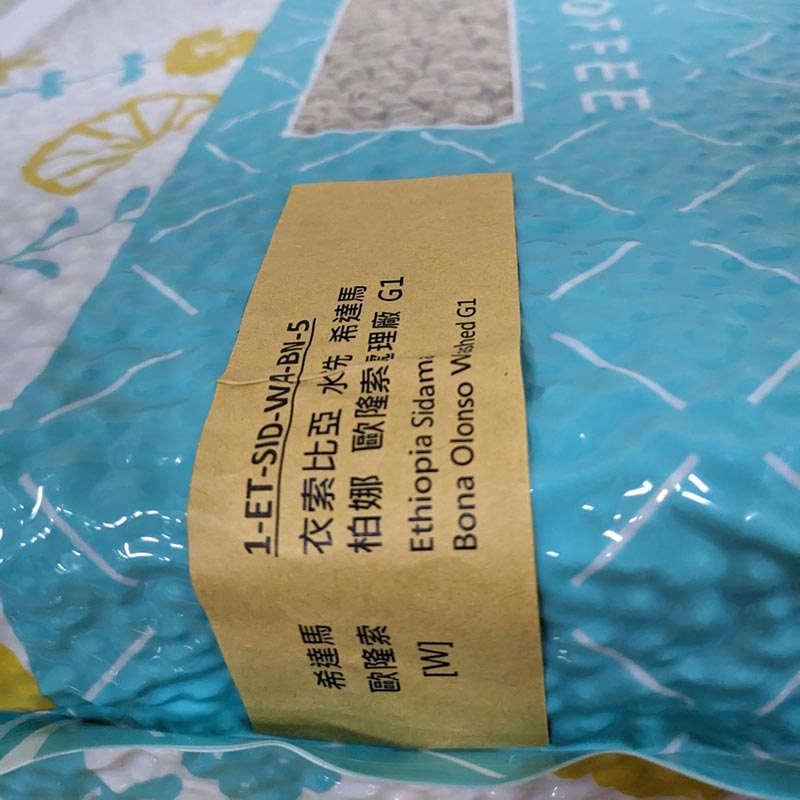 COFFEE
1-ET-SID-WA-BN-5
衣索比亞 水洗 希達馬
柏娜 歐隆索處理廠 G1
Ethiopia Sidama
Bona Olonso Washed G1
希達馬
歐隆索
[W]